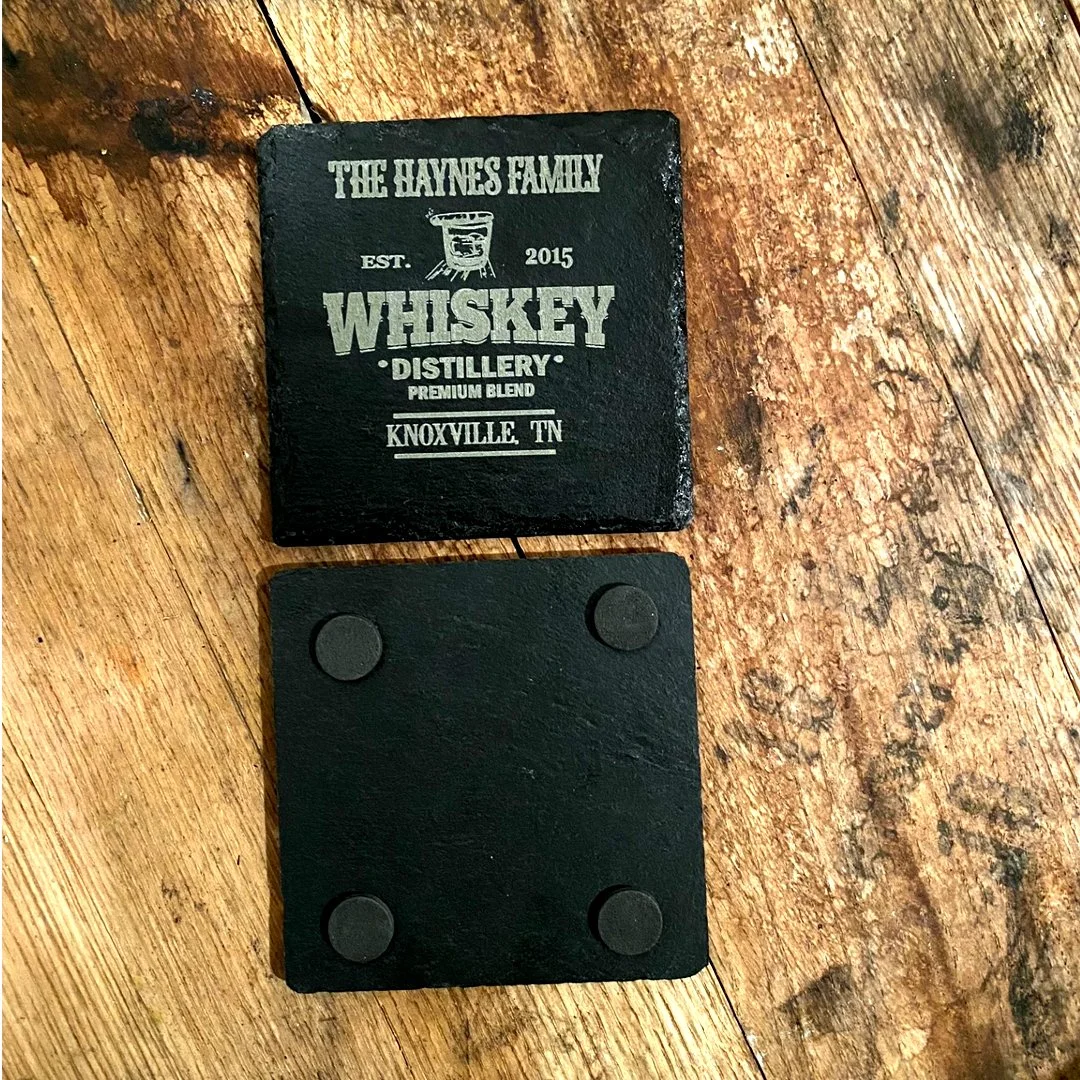 THE HAYNES FAMILY
EST. 2015
WHISKEY
•DISTILLERY•
PREMIUM BLEND
KNOXVILLE, TN